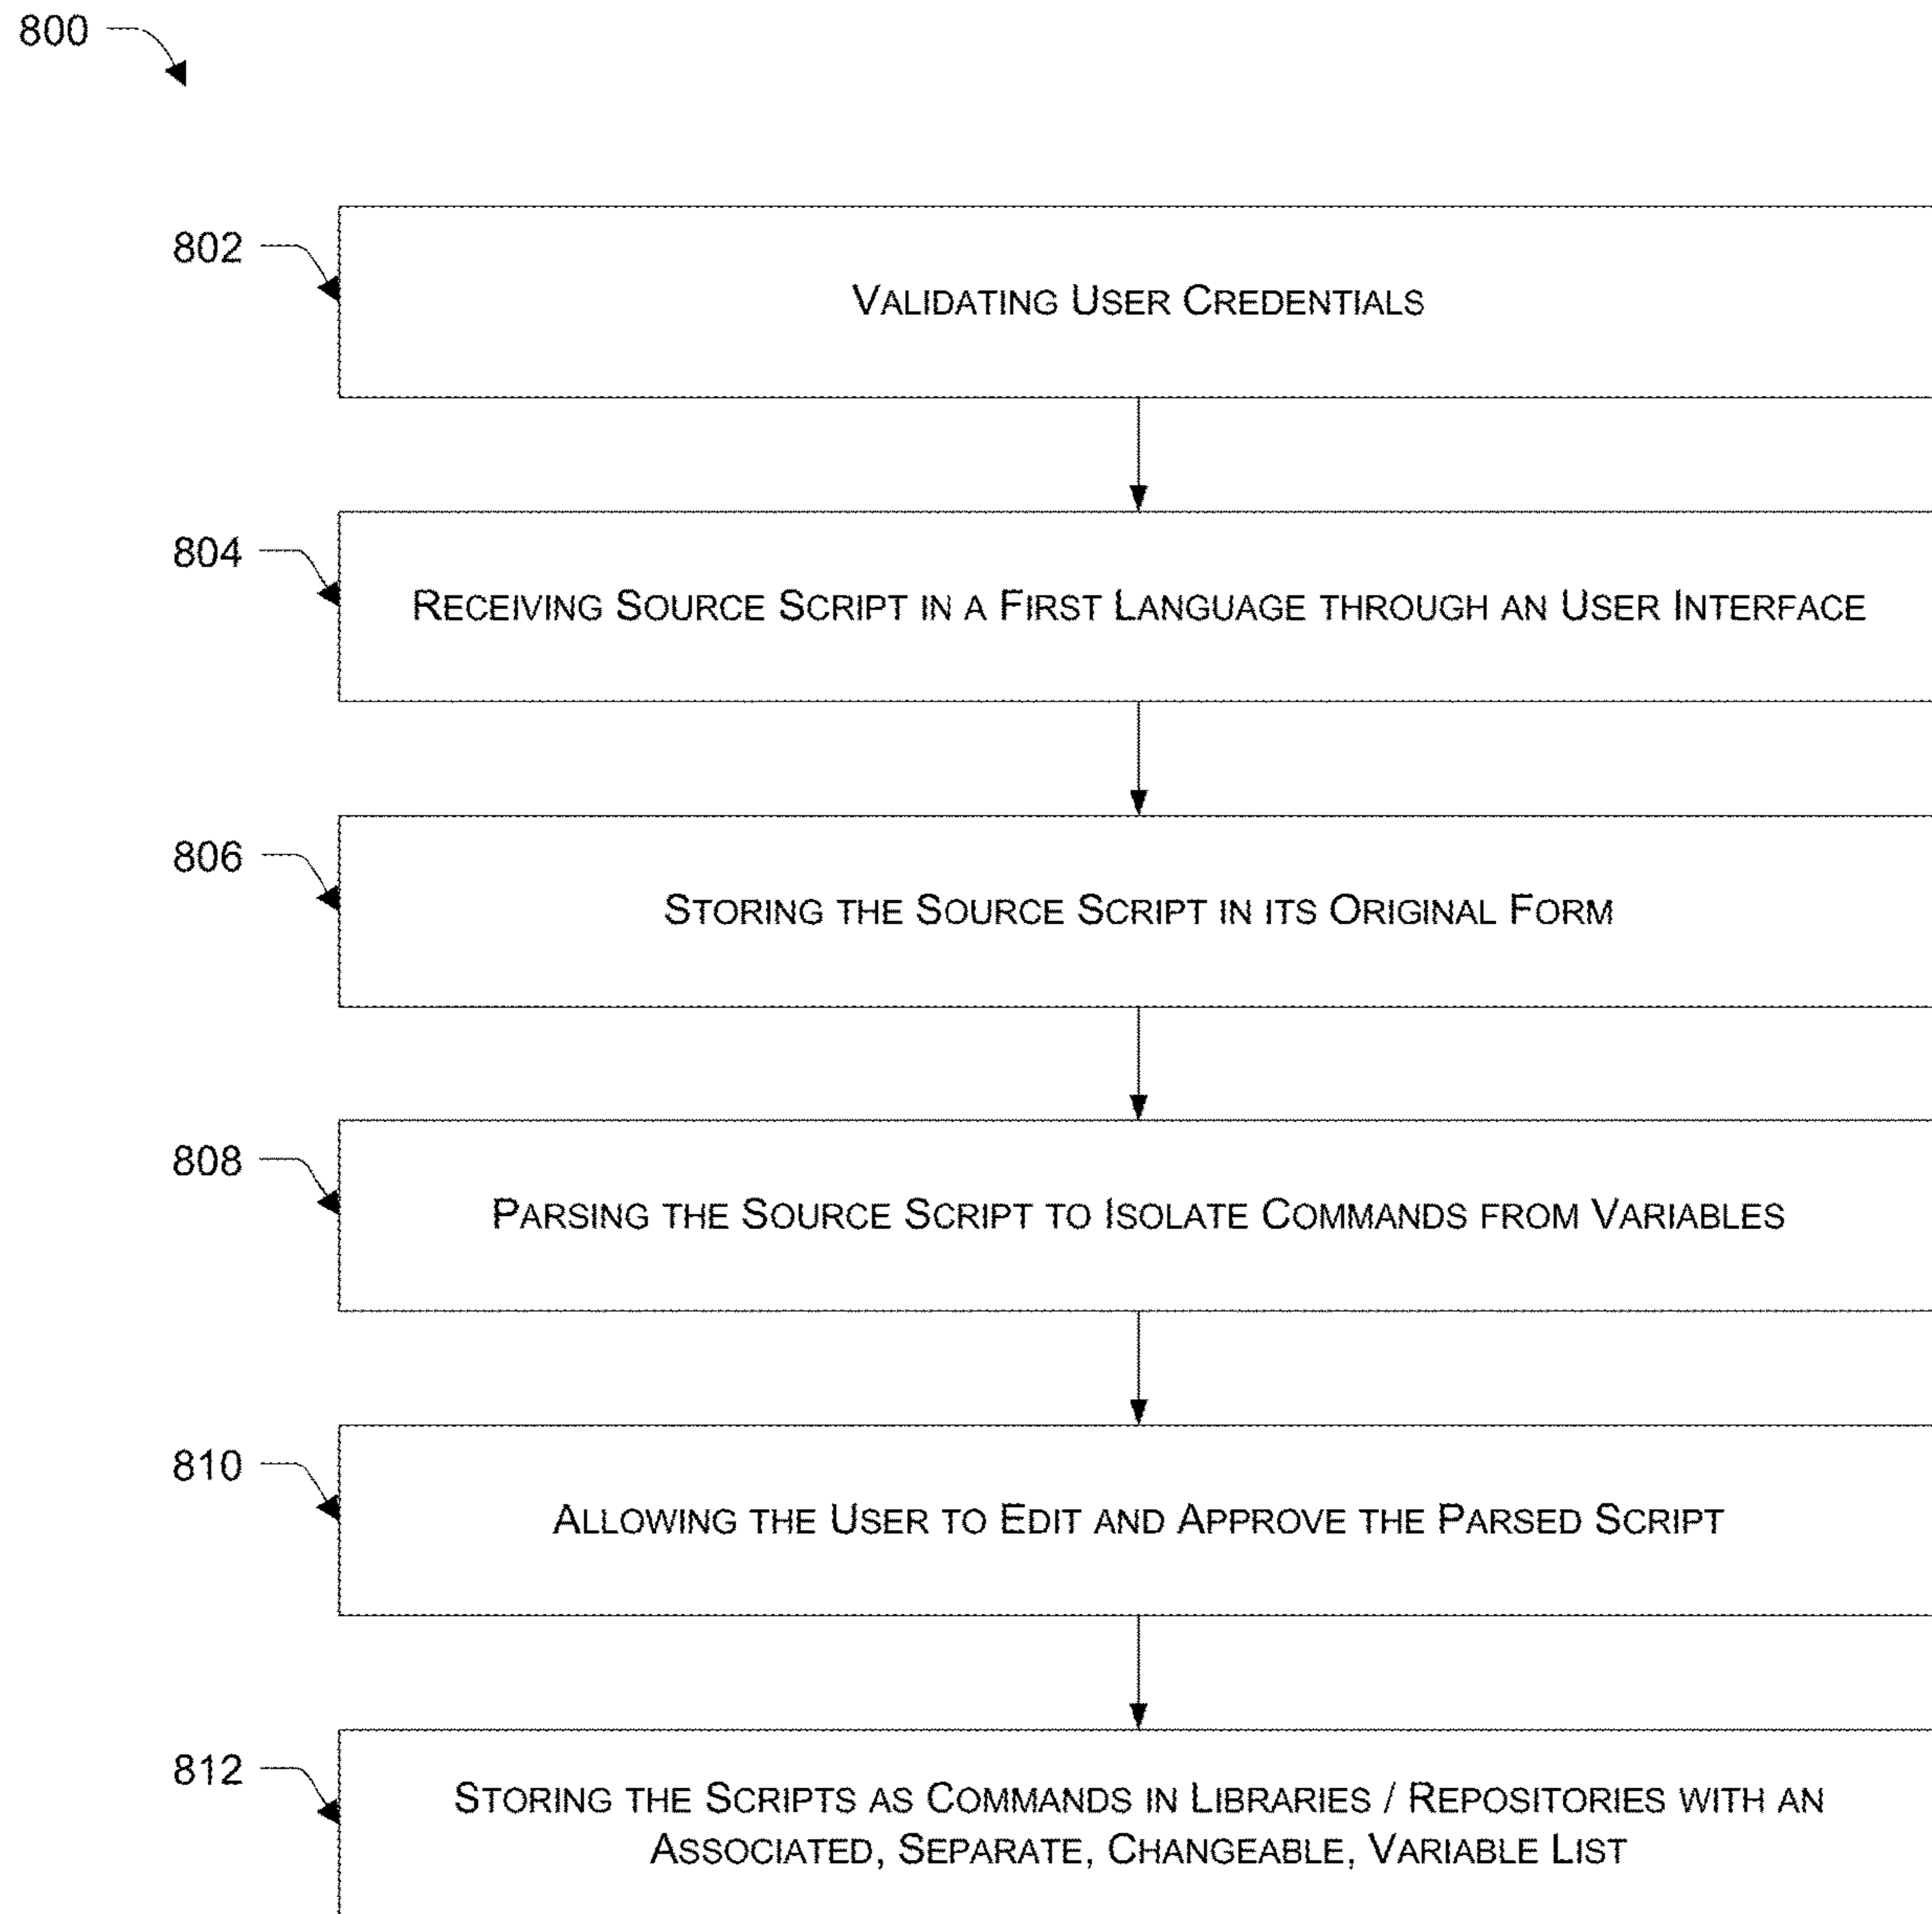 800
802
VALIDATING USER CREDENTIALS
804
RECEIVING SOURCE SCRIPT IN A FIRST LANGUAGE THROUGH AN USER INTERFACE
806
STORING THE SOURCE SCRIPT IN ITS ORIGINAL FORM
808
PARSING THE SOURCE SCRIPT TO ISOLATE COMMANDS FROM VARIABLES
810
ALLOWING THE USER TO EDIT AND APPROVE THE PARSED SCRIPT
812
STORING THE SCRIPTS AS COMMANDS IN LIBRARIES / REPOSITORIES WITH AN
ASSOCIATED, SEPARATE, CHANGEABLE, VARIABLE LIST